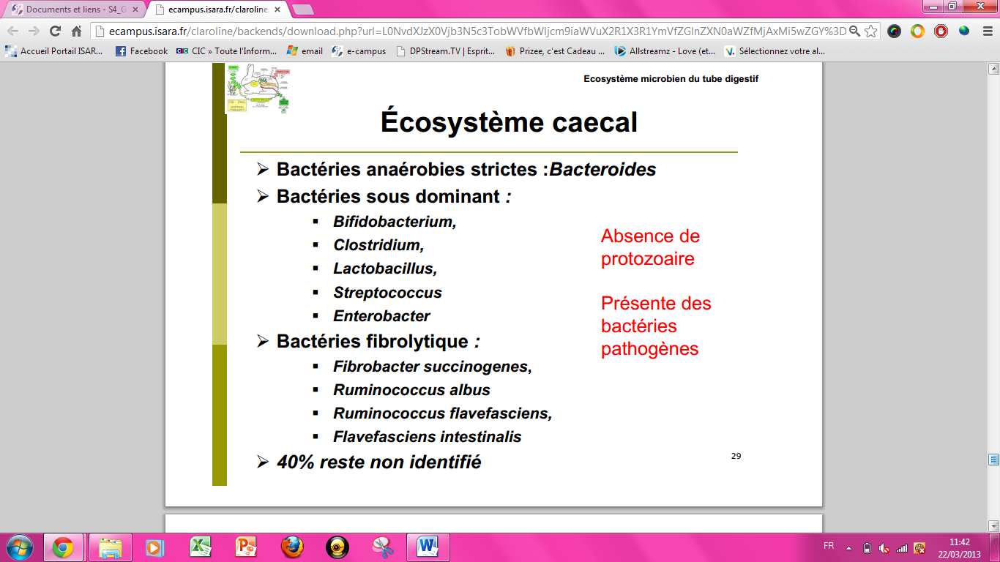 Documents et liens - S4_G
ecampus.isara.fr/claroline
ecampus.isara.fr/claroline/backends/download.php?url=L0NvdXJzX0Vjb3N5c3TobWVfbWljcm9iaWVuX2R1X3R1YmVfZGlnZXN0aWZfMjAxMi5wZGY%3D
Accueil Portail ISAR...
Facebook
CIC » Toute l'Inform...
email
e-campus
DPStream.TV | Esprit...
Prizee, c'est Cadeau ...
Allstreamz - Love (et...
Sélectionnez votre al...
Ecosystème microbien du tube digestif
Écosystème caecal
Bactéries anaérobies strictes :Bacteroides
Bactéries sous dominant :
Bifidobacterium,
Clostridium,
Lactobacillus,
Streptococcus
Enterobacter
Absence de
protozoaire
Présente des
bactéries
pathogènes
Bactéries fibrolytique :
Fibrobacter succinogenes,
Ruminococcus albus
Ruminococcus flavefasciens,
Flavefasciens intestinalis
40% reste non identifié
29
FR
11:42
22/03/2013